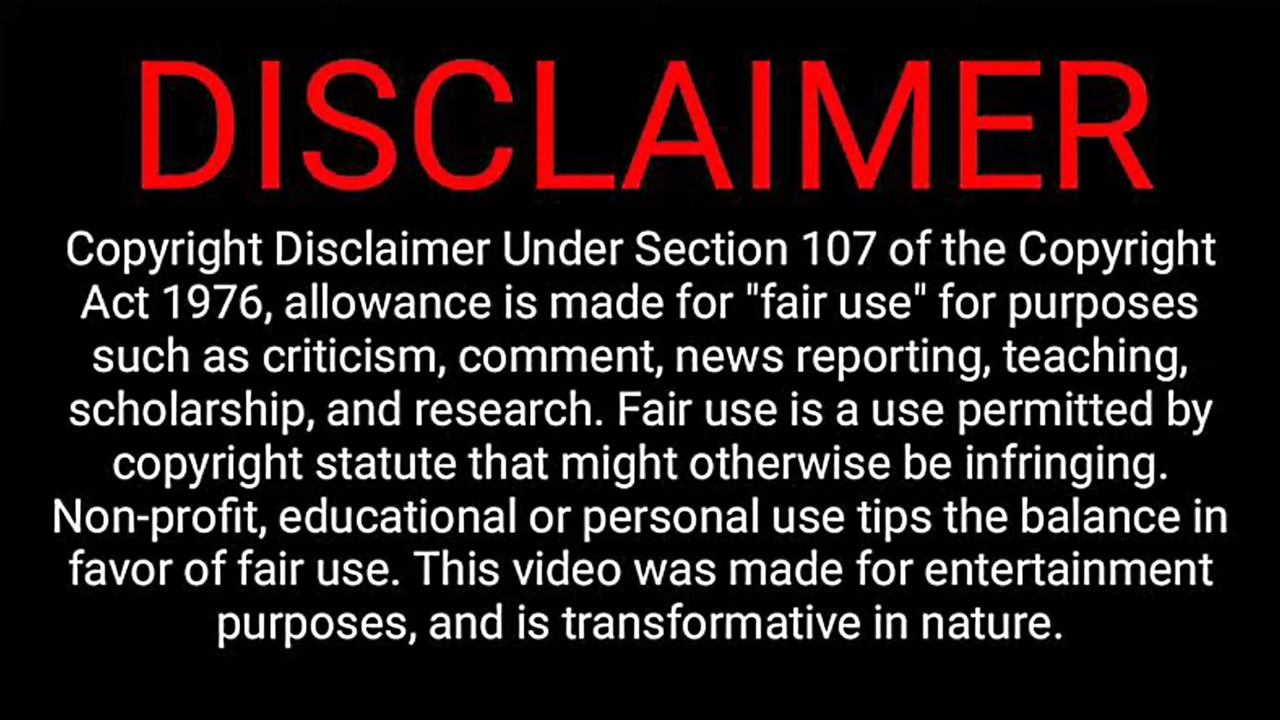 DISCLAIMER
Copyright Disclaimer Under Section 107 of the Copyright
Act 1976, allowance is made for "fair use" for purposes
such as criticism, comment, news reporting, teaching,
scholarship, and research. Fair use is a use permitted by
copyright statute that might otherwise be infringing.
Non-profit, educational or personal use tips the balance in
favor of fair use. This video was made for entertainment
purposes, and is transformative in nature.